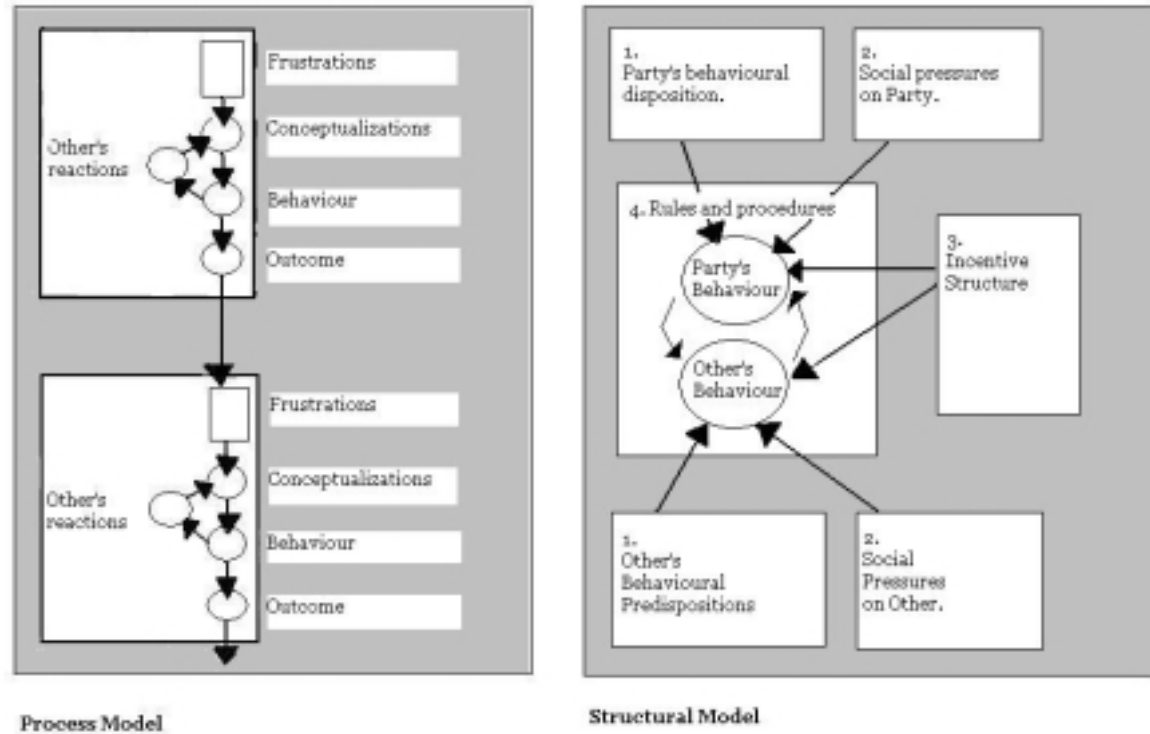 Frustrations
Conceptualizations
Other's
reactions
Behaviour
Outcome
Frustrations
Conceptualizations
Other's
reactions
Behaviour
Outcome
Process Model
1.
Party's behavioural
disposition.
2.
Social pressures
on Party.
4. Rules and procedures
Party's
Behaviour
3.
Incentive
Structure
Other's
Behaviour
1.
Other's
Behavioural
Predispositions
2.
Social
Pressures
on Other.
Structural Model